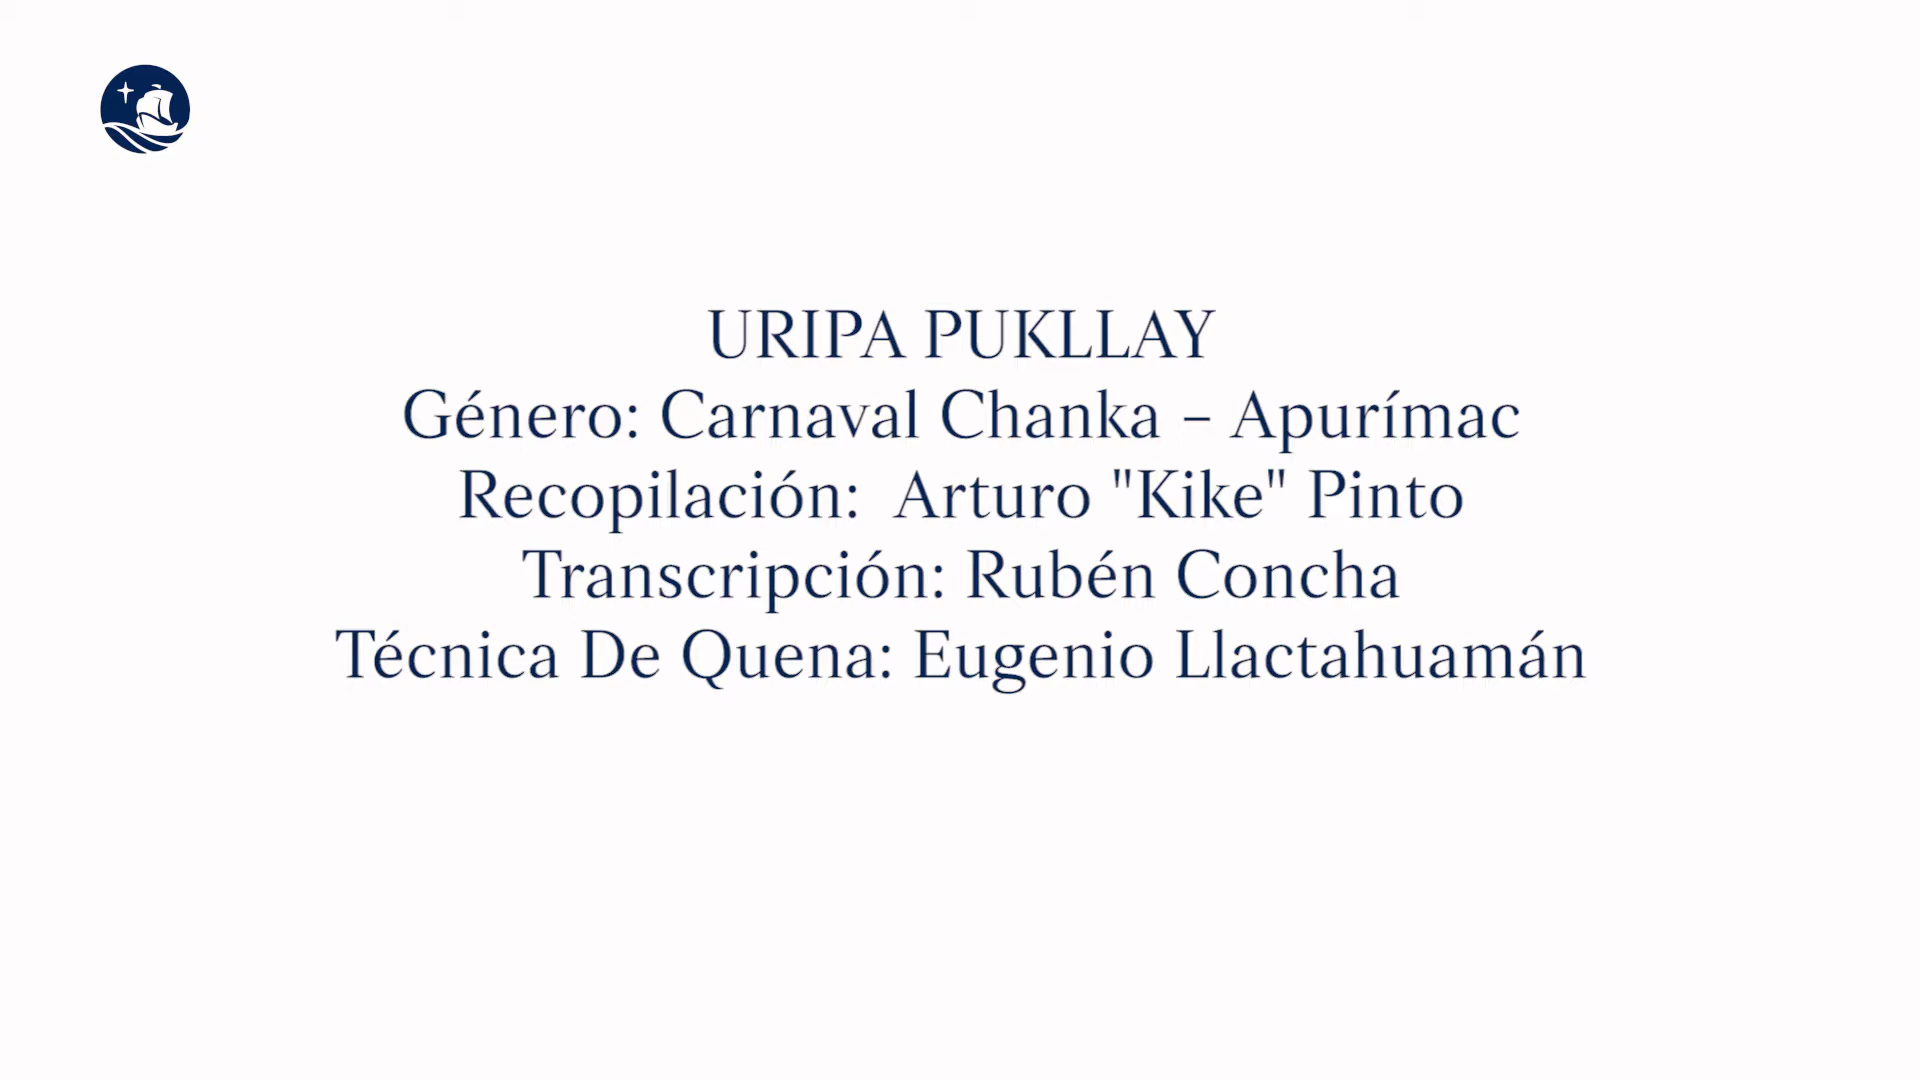 URIPA PUKLLAY
Género: Carnaval Chanka – Apurímac
Recopilación:  Arturo "Kike" Pinto
Transcripción: Rubén Concha
Técnica De Quena: Eugenio Llactahuamán